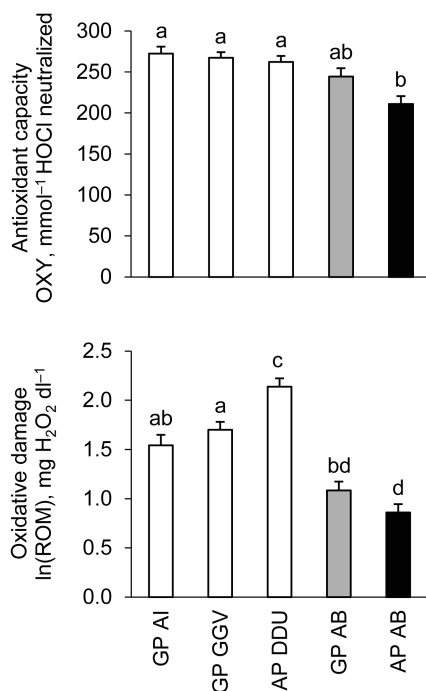 Antioxidant capacity
OXY, mmol⁻¹ HOCl neutralized
300
250
200
150
100
50
0
a
a
a
ab
b
Oxidative damage
ln(ROM), mg H₂O₂ dl⁻¹
2.5
2.0
1.5
1.0
0.5
0.0
ab
a
c
bd
d
GP AI
GP GGV
AP DDU
GP AB
AP AB